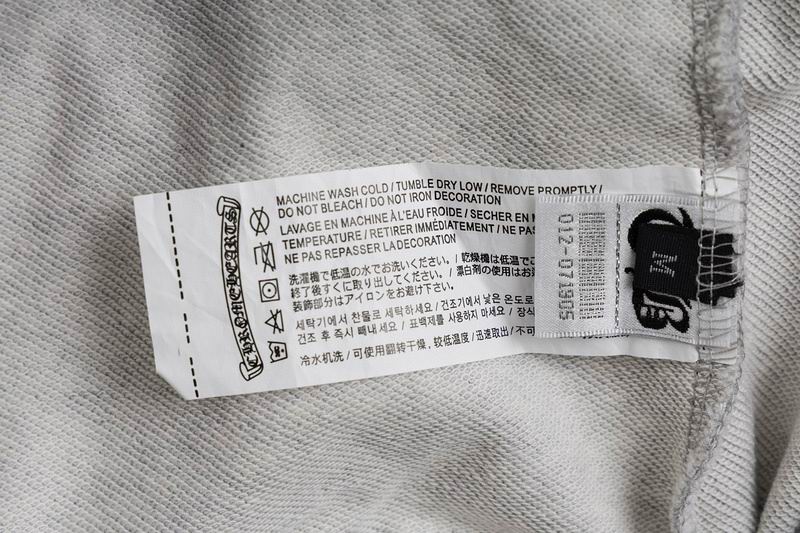 CHROME HEARTS
MACHINE WASH COLD / TUMBLE DRY LOW / REMOVE PROMPTLY /
DO NOT BLEACH / DO NOT IRON DECORATION
LAVAGE EN MACHINE À L'EAU FROIDE / SECHER EN M
TEMPERATURE / RETIRER IMMÉDIATEMENT / NE PAS
NE PAS REPASSER LA DECORATION
洗濯機で低温の水でお洗いください。/ 乾燥機は低温でご
終了後すぐに取り出してください。/ 漂白剤の使用はお
装飾部分はアイロンをお避け下さい。
세탁기에서 찬물로 세탁하세요 / 건조기에서 낮은 온도로
건조 후 즉시 빼내세요 / 표백제를 사용하지 마세요 / 장식
冷水机洗 / 可使用翻转干燥，较低温度 / 迅速取出 / 不可
012-071905
M